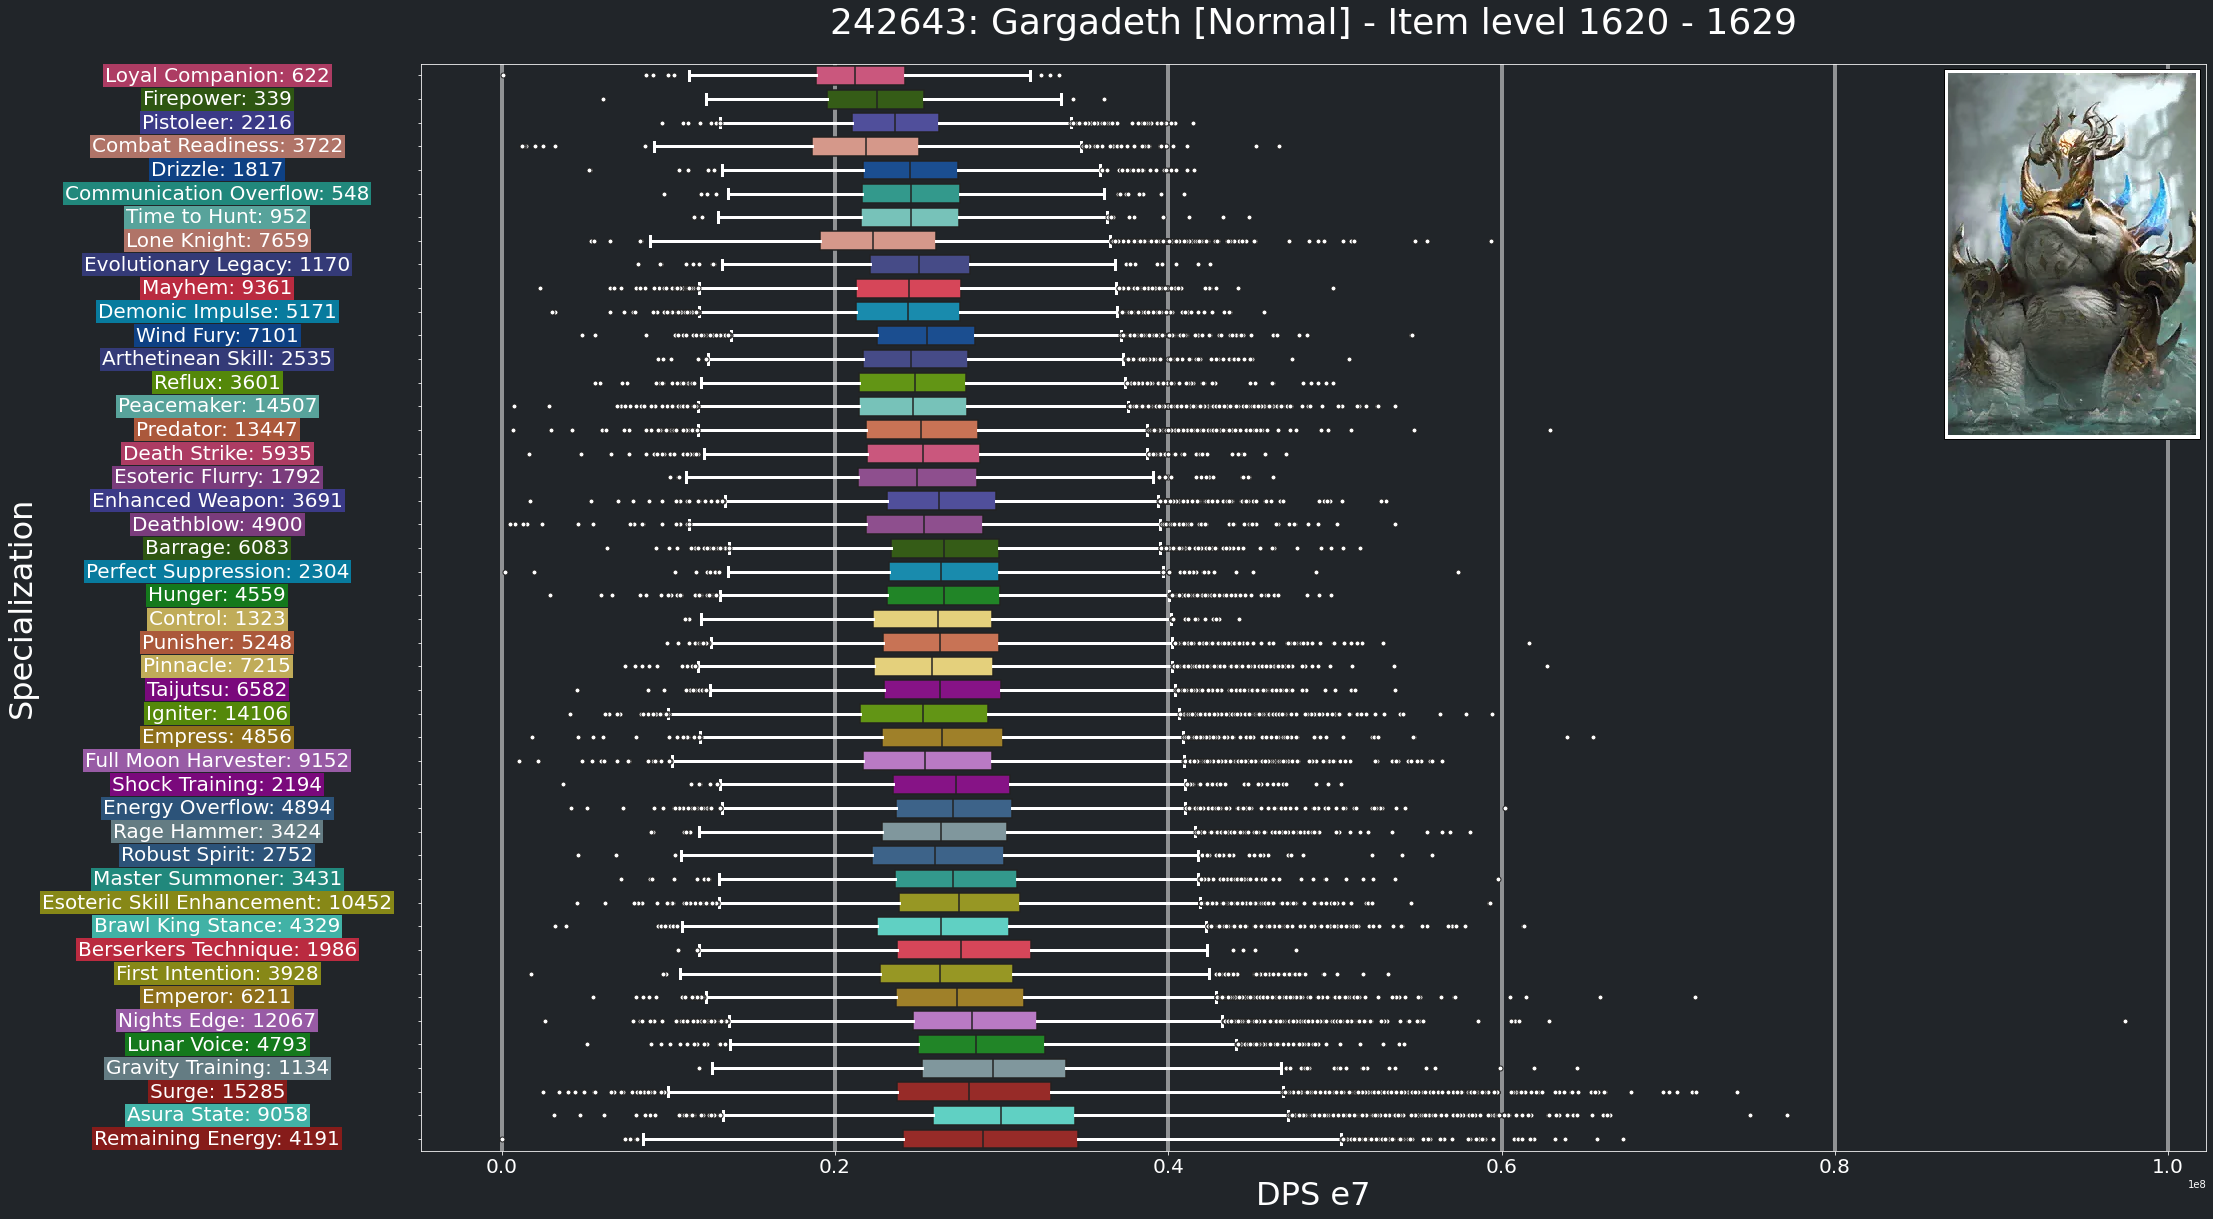 242643: Gargadeth [Normal] - Item level 1620 - 1629
Specialization
Loyal Companion: 622
Firepower: 339
Pistoleer: 2216
Combat Readiness: 3722
Drizzle: 1817
Communication Overflow: 548
Time to Hunt: 952
Lone Knight: 7659
Evolutionary Legacy: 1170
Mayhem: 9361
Demonic Impulse: 5171
Wind Fury: 7101
Arthetinean Skill: 2535
Reflux: 3601
Peacemaker: 14507
Predator: 13447
Death Strike: 5935
Esoteric Flurry: 1792
Enhanced Weapon: 3691
Deathblow: 4900
Barrage: 6083
Perfect Suppression: 2304
Hunger: 4559
Control: 1323
Punisher: 5248
Pinnacle: 7215
Taijutsu: 6582
Igniter: 14106
Empress: 4856
Full Moon Harvester: 9152
Shock Training: 2194
Energy Overflow: 4894
Rage Hammer: 3424
Robust Spirit: 2752
Master Summoner: 3431
Esoteric Skill Enhancement: 10452
Brawl King Stance: 4329
Berserkers Technique: 1986
First Intention: 3928
Emperor: 6211
Nights Edge: 12067
Lunar Voice: 4793
Gravity Training: 1134
Surge: 15285
Asura State: 9058
Remaining Energy: 4191
0.0 0.2 0.4 0.6 0.8 1.0
1e8
DPS e7